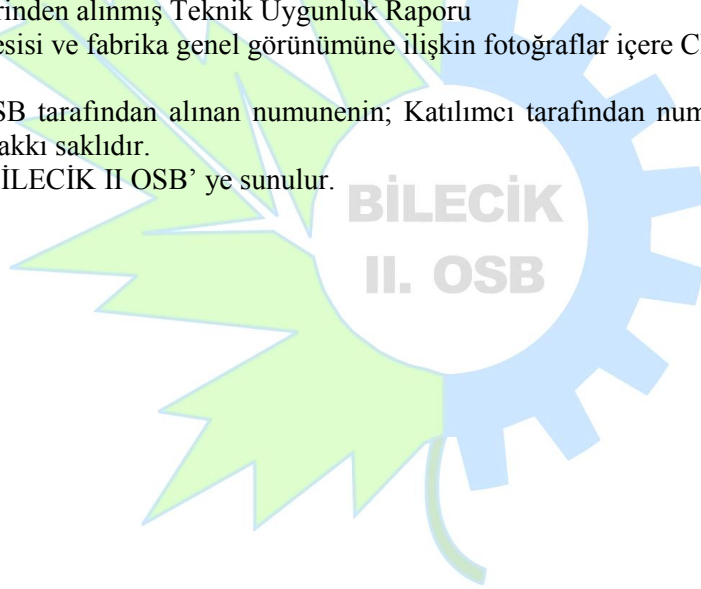 rinden alınmış Teknik Uygunluk Raporu
esisi ve fabrika genel görünümüne ilişkin fotoğraflar içere C
SB tarafından alınan numunenin; Katılımcı tarafından num
akkı saklıdır.
İLECİK II OSB’ ye sunulur.
BİLECİK
II. OSB